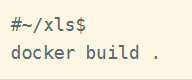 #~/xls$
docker build .